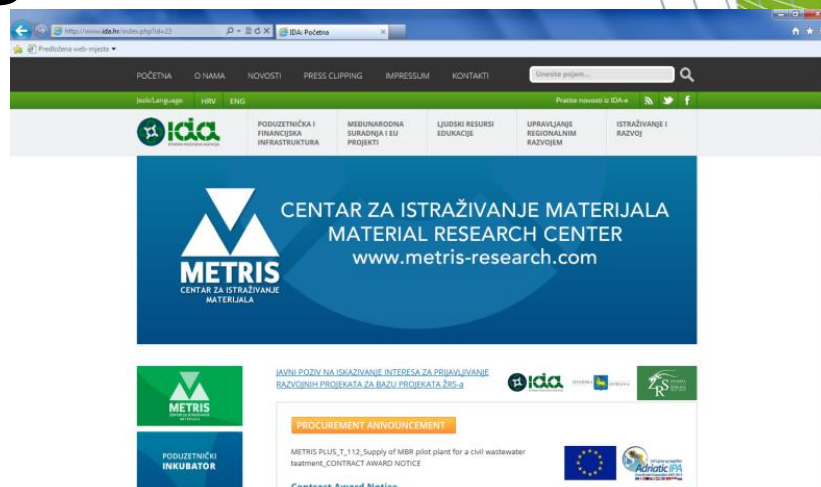 http://www.ida.hr/index.php?id=23
IDA: Početna
Predložena web-mjesta
POČETNA O NAMA NOVOSTI PRESS CLIPPING IMPRESSUM KONTAKTI Unesite pojam...
Jezik/Language: HRV ENG Pratite novosti iz IDA-e
ida
PODUZETNIČKA I
FINANCIJSKA
INFRASTRUKTURA
MEĐUNARODNA
SURADNJA I EU
PROJEKTI
LJUDSKI RESURSI
EDUKACIJE
UPRAVLJANJE
REGIONALNIM
RAZVOJEM
ISTRAŽIVANJE I
RAZVOJ
METRIS
CENTAR ZA ISTRAŽIVANJE
MATERIJALA
CENTAR ZA ISTRAŽIVANJE MATERIJALA
MATERIAL RESEARCH CENTER
www.metris-research.com
METRIS
JAVNI POZIV NA ISKAZIVANJE INTERESA ZA PRIJAVLJIVANJE
RAZVOJNIH PROJEKATA ZA BAZU PROJEKATA ŽRS-a
ida
ŽRS
PROCUREMENT ANNOUNCEMENT
METRIS PLUS_T_112_Supply of MBR pilot plant for a civil wastewater
teatment_CONTRACT AWARD NOTICE
Contract Award Notice
Adriatic IPA
PODUZETNIČKI
INKUBATOR